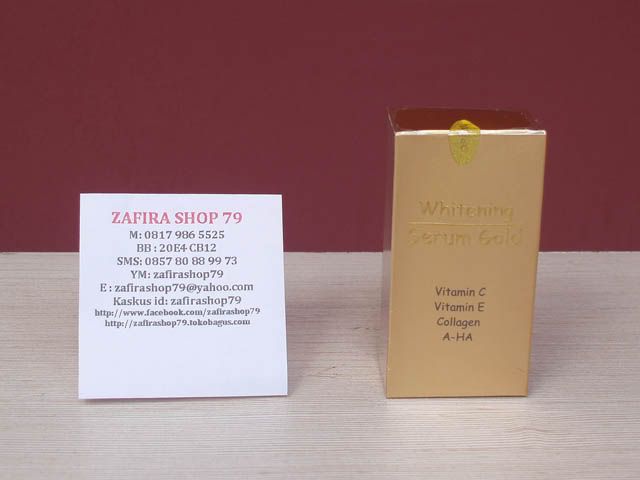 ZAFIRA SHOP 79
M: 0817 986 5525
BB : 20E4 CB12
SMS: 0857 80 88 99 73
YM: zafirashop79
E : zafirashop79@yahoo.com
Kaskus id: zafirashop79
http://www.facebook.com/zafirashop79
http://zafirashop79.tokobagus.com
Whitening
Serum Gold
Vitamin C
Vitamin E
Collagen
A-HA